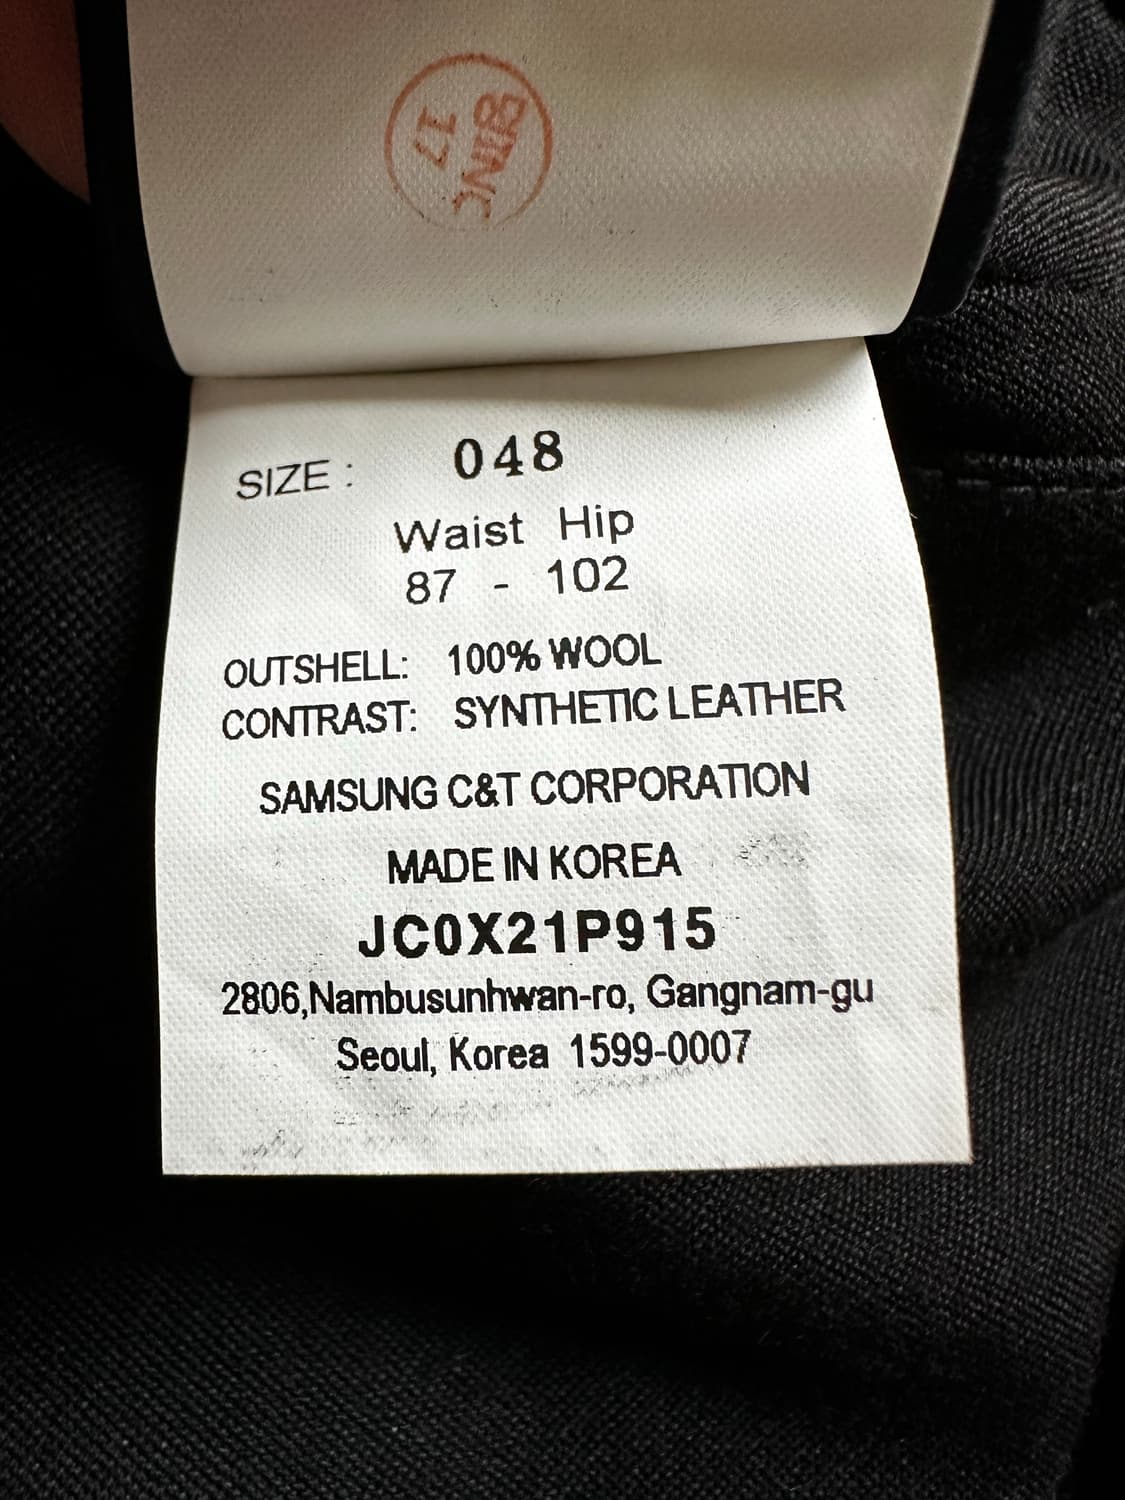 17
SIZE : 048
Waist Hip
87 - 102
OUTSHELL: 100% WOOL
CONTRAST: SYNTHETIC LEATHER
SAMSUNG C&T CORPORATION
MADE IN KOREA
JC0X21P915
2806,Nambusunhwan-ro, Gangnam-gu
Seoul, Korea 1599-0007